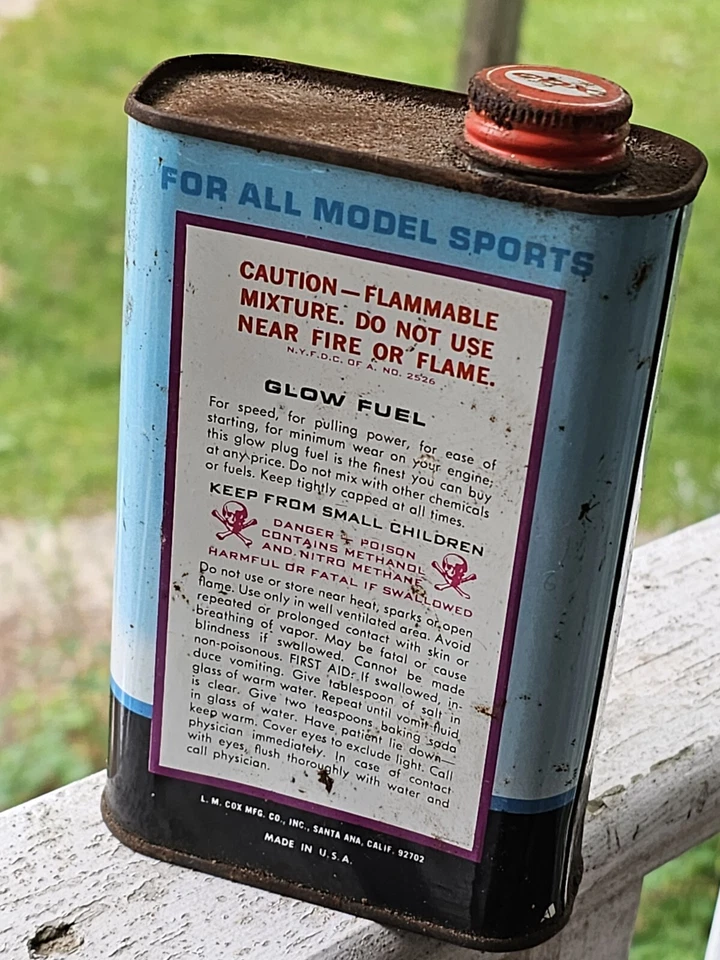 FOR ALL MODEL SPORTS
CAUTION—FLAMMABLE
MIXTURE. DO NOT USE
NEAR FIRE OR FLAME.
N.Y.F.D.C. OF A. NO. 2526
GLOW FUEL
For speed, for pulling power, for ease of
starting, for minimum wear on your engine;
this glow plug fuel is the finest you can buy
at any price. Do not mix with other chemicals
or fuels. Keep tightly capped at all times.
KEEP FROM SMALL CHILDREN
DANGER - POISON
CONTAINS METHANOL
AND NITRO METHANE
HARMFUL OR FATAL IF SWALLOWED
Do not use or store near heat, sparks or open
flame. Use only in well ventilated area. Avoid
repeated or prolonged contact with skin or
breathing of vapor. May be fatal or cause
blindness if swallowed. Cannot be made
non-poisonous. FIRST AID: If swallowed, in-
duce vomiting. Give tablespoon of salt in
glass of warm water. Repeat until vomit fluid
is clear. Give two teaspoons baking soda
in glass of water. Have patient lie down—
keep warm. Cover eyes to exclude light. Call
physician immediately. In case of contact
with eyes, flush thoroughly with water and
call physician.
L. M. COX MFG. CO., INC., SANTA ANA, CALIF. 92702
MADE IN U.S.A.